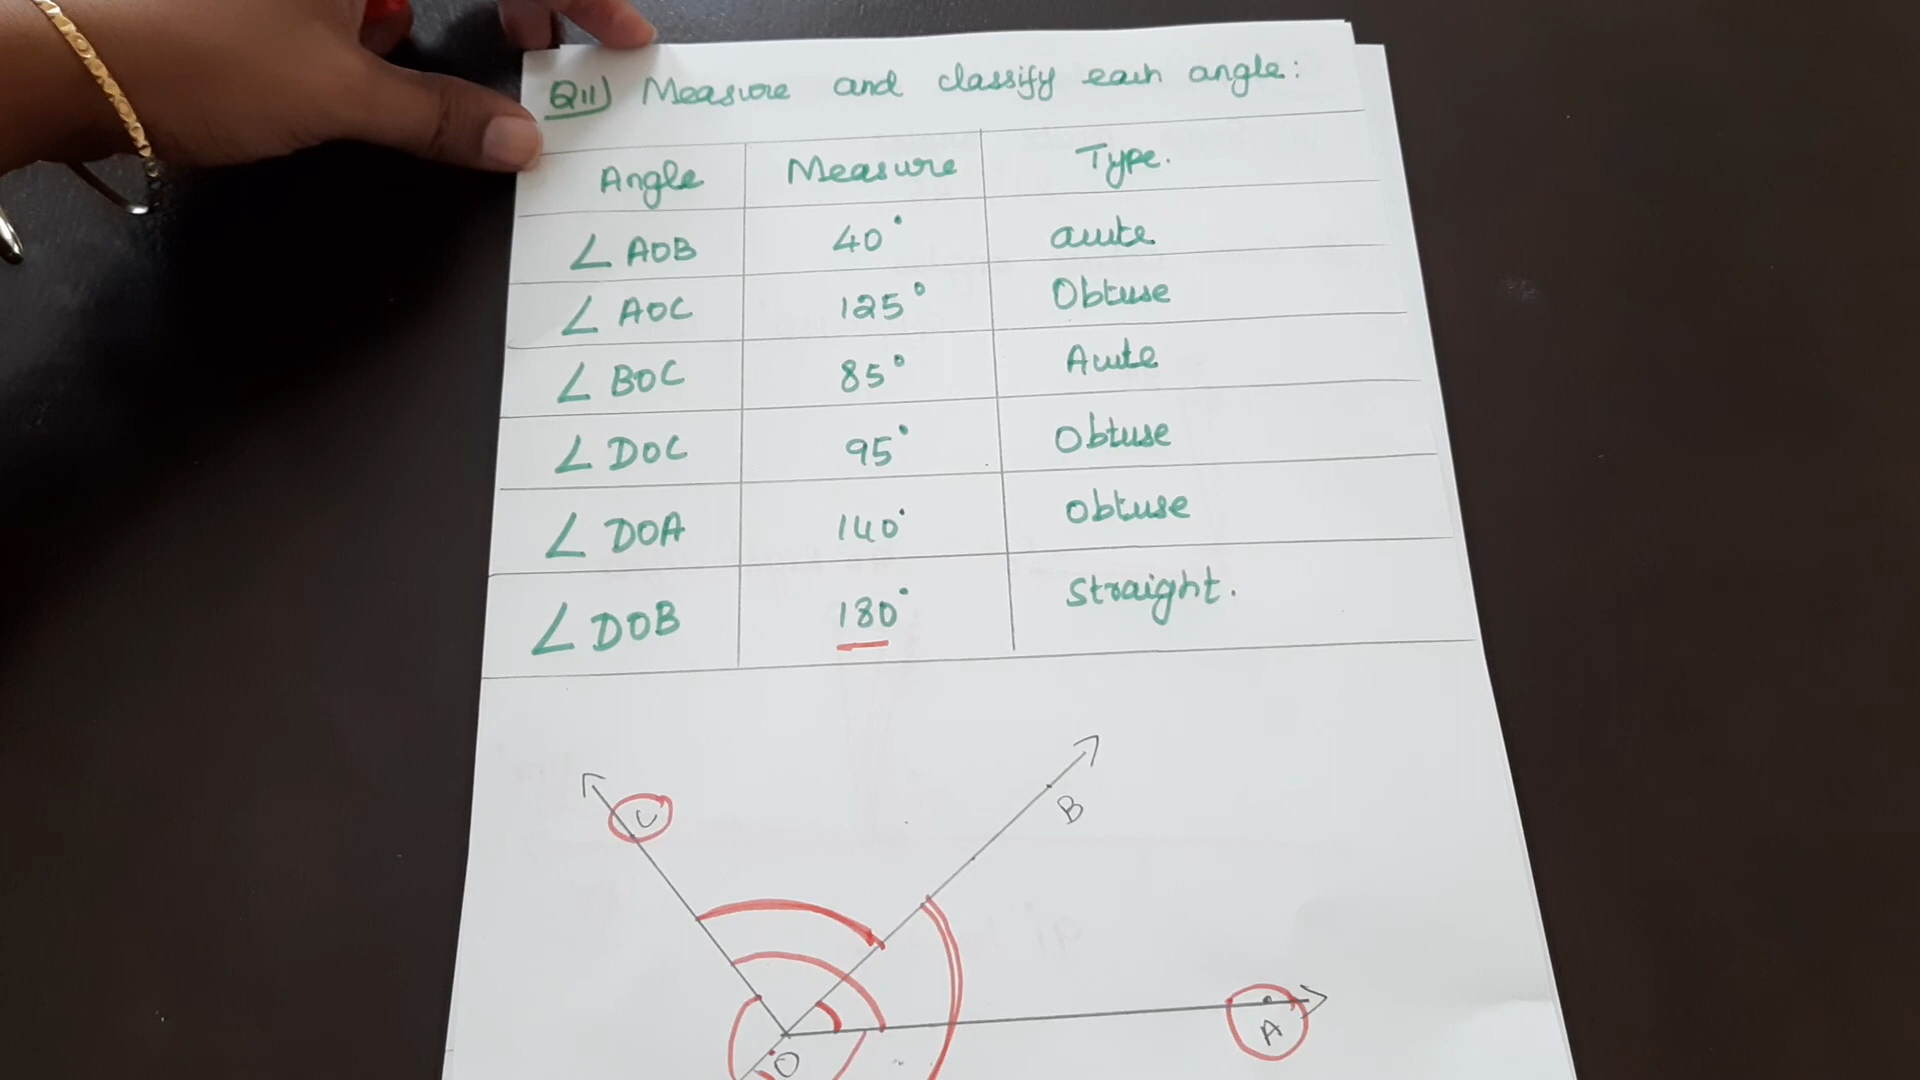 Q11) Measure and classify each angle:
Angle Measure Type.
∠AOB 40° acute
∠AOC 125° Obtuse
∠BOC 85° Acute
∠DOC 95° Obtuse
∠DOA 140° obtuse
∠DOB 180° Straight.
C
B
A
O